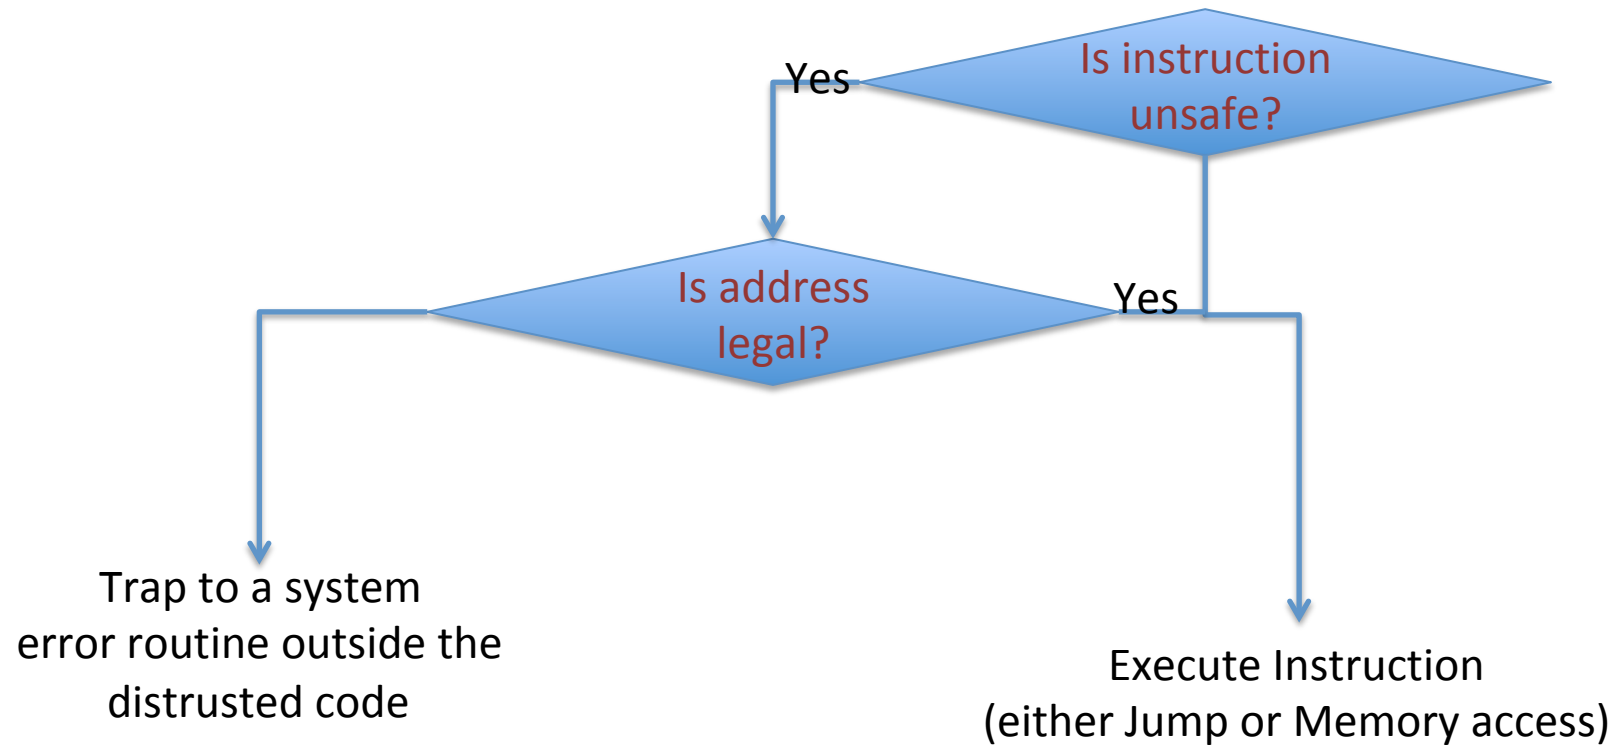 Is instruction
unsafe?
Yes
Is address
legal?
Yes
Trap to a system
error routine outside the
distrusted code
Execute Instruction
(either Jump or Memory access)